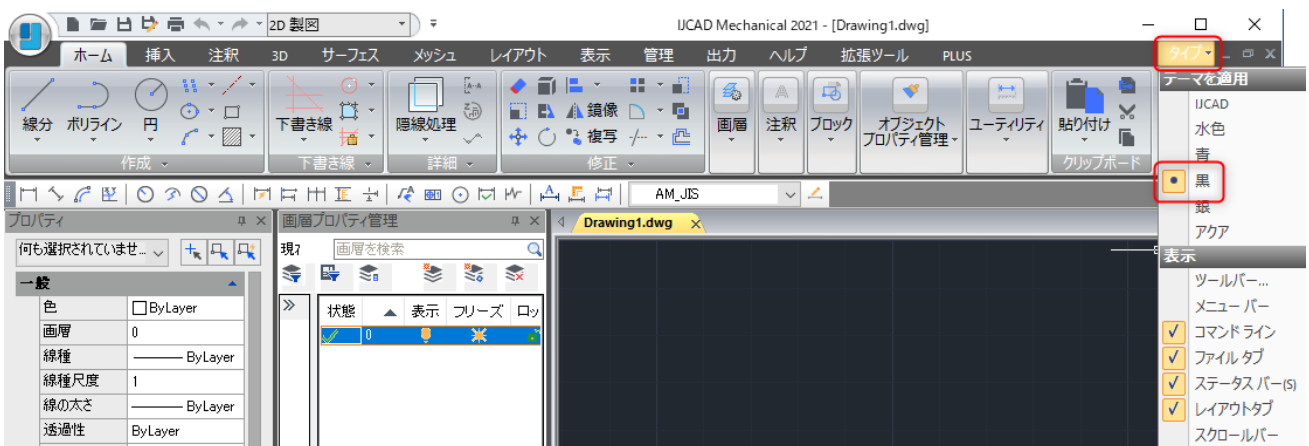 2D 製図
IJCAD Mechanical 2021 - [Drawing1.dwg]
ホーム 挿入 注釈 3D サーフェス メッシュ レイアウト 表示 管理 出力 ヘルプ 拡張ツール PLUS タイプ
線分 ポリライン 円
作成
下書き線
下書き線
隠線処理
詳細
鏡像
複写
修正
画層 注釈 ブロック
オブジェクト
プロパティ管理
ユーティリティ
貼り付け
クリップボード
テーマを適用
IJCAD
水色
青
黒
銀
アクア
表示
ツールバー...
メニュー バー
コマンド ライン
ファイル タブ
ステータス バー(S)
レイアウトタブ
スクロールバー
AM_JIS
プロパティ
何も選択されていませ...
一般
色 ByLayer
画層 0
線種 ByLayer
線種尺度 1
線の太さ ByLayer
透過性 ByLayer
画層プロパティ管理
画層を検索
状態 表示 フリーズ ロッ
0
Drawing1.dwg